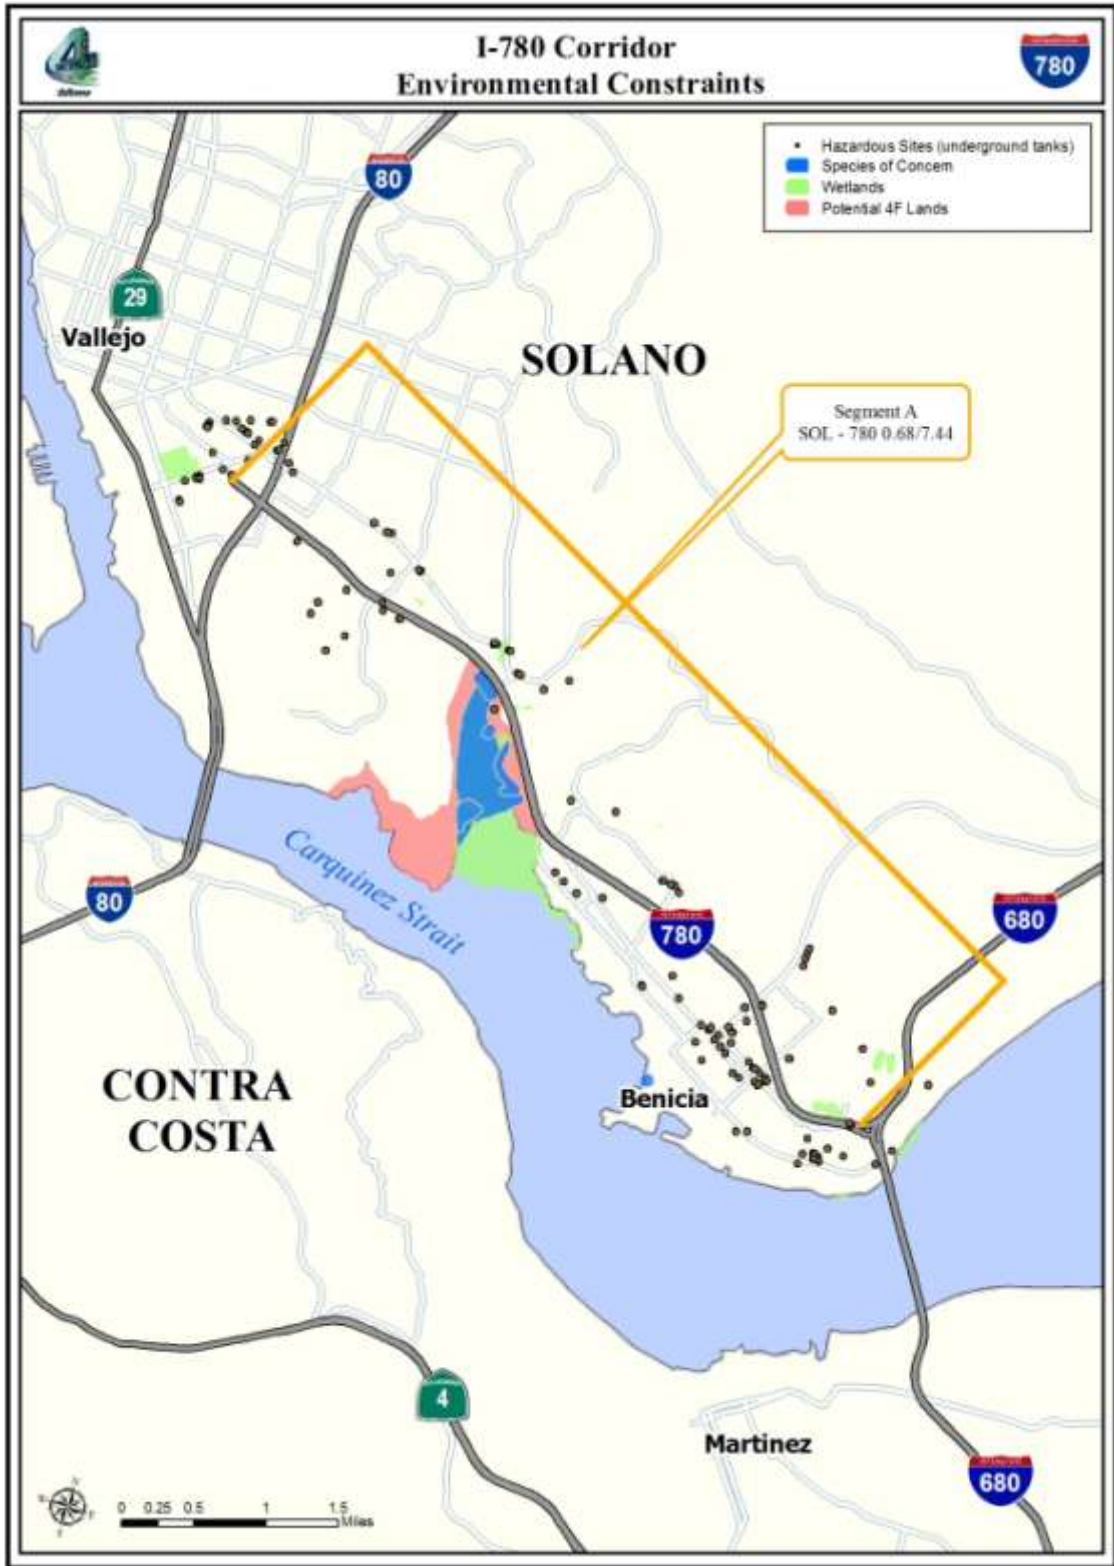 I-780 Corridor
Environmental Constraints
780
Hazardous Sites (underground tanks)
Species of Concern
Wetlands
Potential 4F Lands
80
29
Vallejo
SOLANO
Segment A
SOL - 780 0.68/7.44
Carquinez Strait
80
780
680
CONTRA
COSTA
Benicia
4
Martinez
680
0 0.25 0.5 1 1.5
Miles